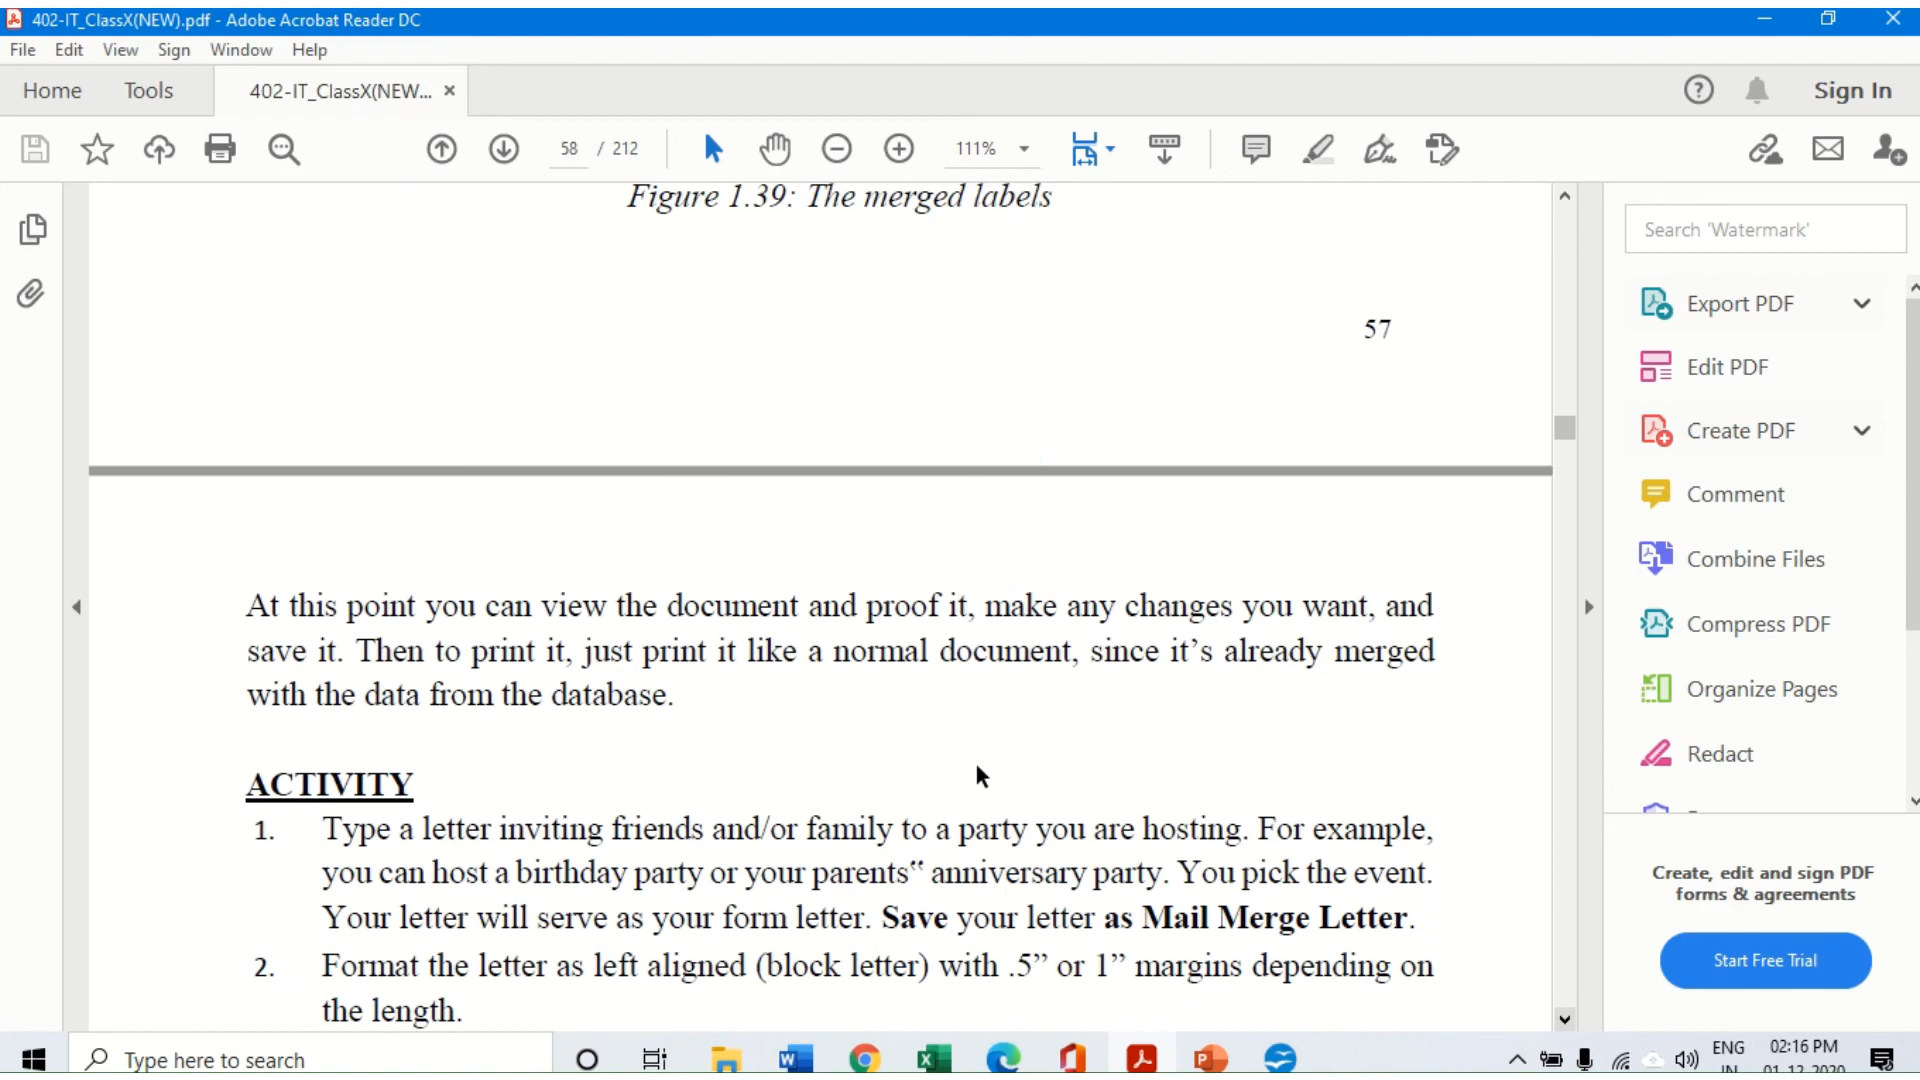 402-IT_ClassX(NEW).pdf - Adobe Acrobat Reader DC
File Edit View Sign Window Help
Home Tools 402-IT_ClassX(NEW... × Sign In
58 / 212 111%
Figure 1.39: The merged labels
57
At this point you can view the document and proof it, make any changes you want, and
save it. Then to print it, just print it like a normal document, since it’s already merged
with the data from the database.
ACTIVITY
1. Type a letter inviting friends and/or family to a party you are hosting. For example,
you can host a birthday party or your parents‟ anniversary party. You pick the event.
Your letter will serve as your form letter. Save your letter as Mail Merge Letter.
2. Format the letter as left aligned (block letter) with .5” or 1” margins depending on
the length.
Search 'Watermark'
Export PDF
Edit PDF
Create PDF
Comment
Combine Files
Compress PDF
Organize Pages
Redact
Create, edit and sign PDF
forms & agreements
Start Free Trial
Type here to search
ENG 02:16 PM
IN 01-12-2020